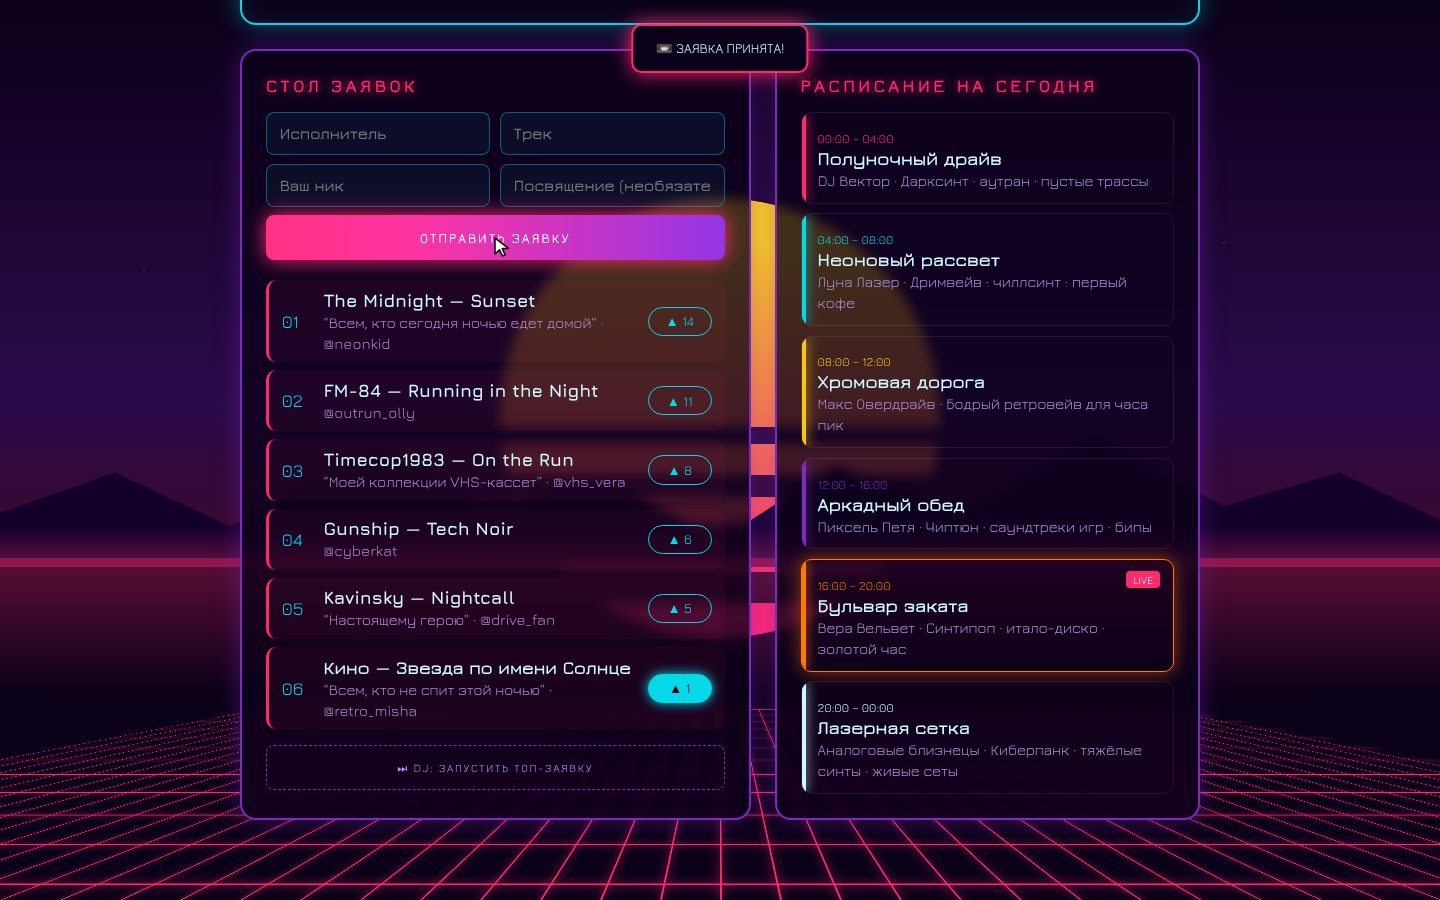 📼 ЗАЯВКА ПРИНЯТА!
СТОЛ ЗАЯВОК
Исполнитель
Трек
Ваш ник
Посвящение (необязате
ОТПРАВИТЬ ЗАЯВКУ
01
The Midnight — Sunset
“Всем, кто сегодня ночью едет домой” ·
@neonkid
▲ 14
02
FM-84 — Running in the Night
@outrun_olly
▲ 11
03
Timecop1983 — On the Run
“Моей коллекции VHS-кассет” · @vhs_vera
▲ 8
04
Gunship — Tech Noir
@cyberkat
▲ 6
05
Kavinsky — Nightcall
“Настоящему герою” · @drive_fan
▲ 5
06
Кино — Звезда по имени Солнце
“Всем, кто не спит этой ночью” ·
@retro_misha
▲ 1
⏭ DJ: ЗАПУСТИТЬ ТОП-ЗАЯВКУ
РАСПИСАНИЕ НА СЕГОДНЯ
00:00 – 04:00
Полуночный драйв
DJ Вектор · Дарксинт · аутран · пустые трассы
04:00 – 08:00
Неоновый рассвет
Луна Лазер · Дримвейв · чиллсинт · первый
кофе
08:00 – 12:00
Хромовая дорога
Макс Овердрайв · Бодрый ретровейв для часа
пик
12:00 – 16:00
Аркадный обед
Пиксель Петя · Чиптюн · саундтреки игр · бипы
16:00 – 20:00
LIVE
Бульвар заката
Вера Вельвет · Синтипоп · итало-диско ·
золотой час
20:00 – 00:00
Лазерная сетка
Аналоговые близнецы · Киберпанк · тяжёлые
синты · живые сеты